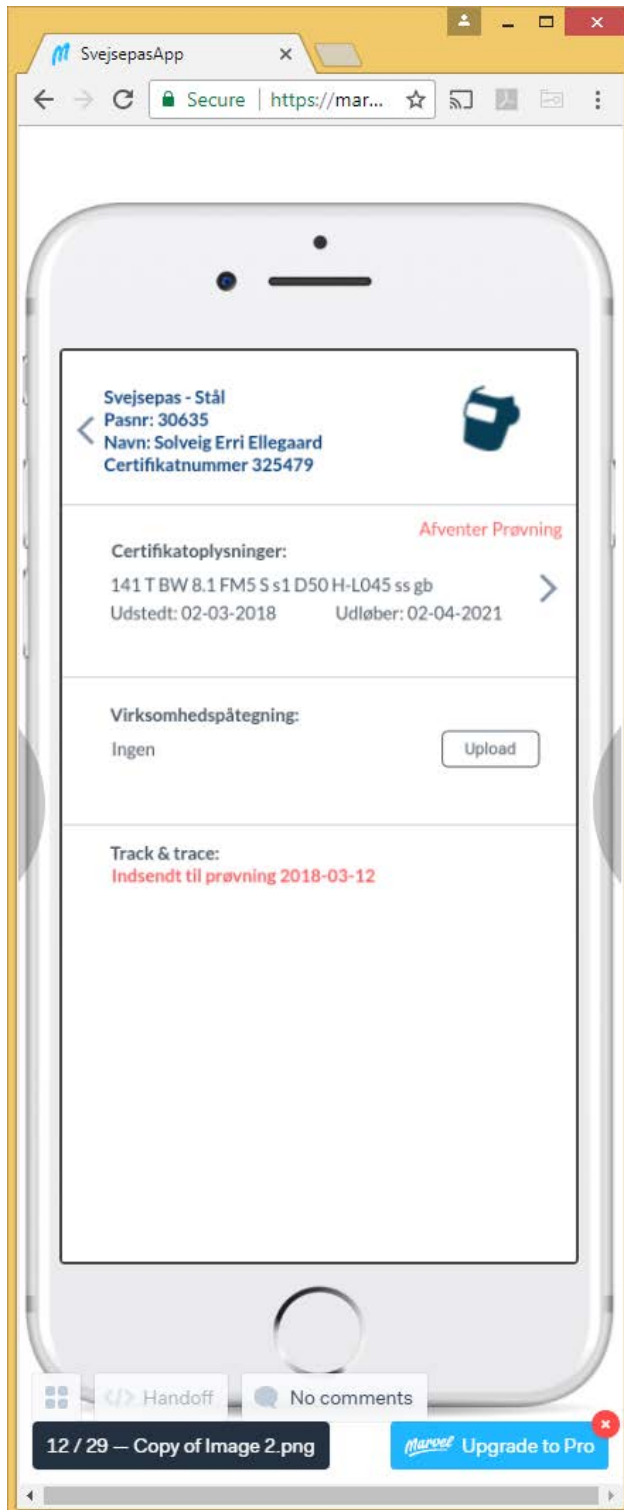 SvejsepasApp
Secure | https://mar...
Svejsepas - Stål
Pasnr: 30635
Navn: Solveig Erri Ellegaard
Certifikatnummer 325479
Afventer Prøvning
Certifikatoplysninger:
141 T BW 8.1 FM5 S s1 D50 H-L045 ss gb
Udstedt: 02-03-2018 Udløber: 02-04-2021
Virksomhedspåtegning:
Ingen Upload
Track & trace:
Indsendt til prøvning 2018-03-12
</> Handoff No comments
12 / 29 — Copy of Image 2.png Marvel Upgrade to Pro